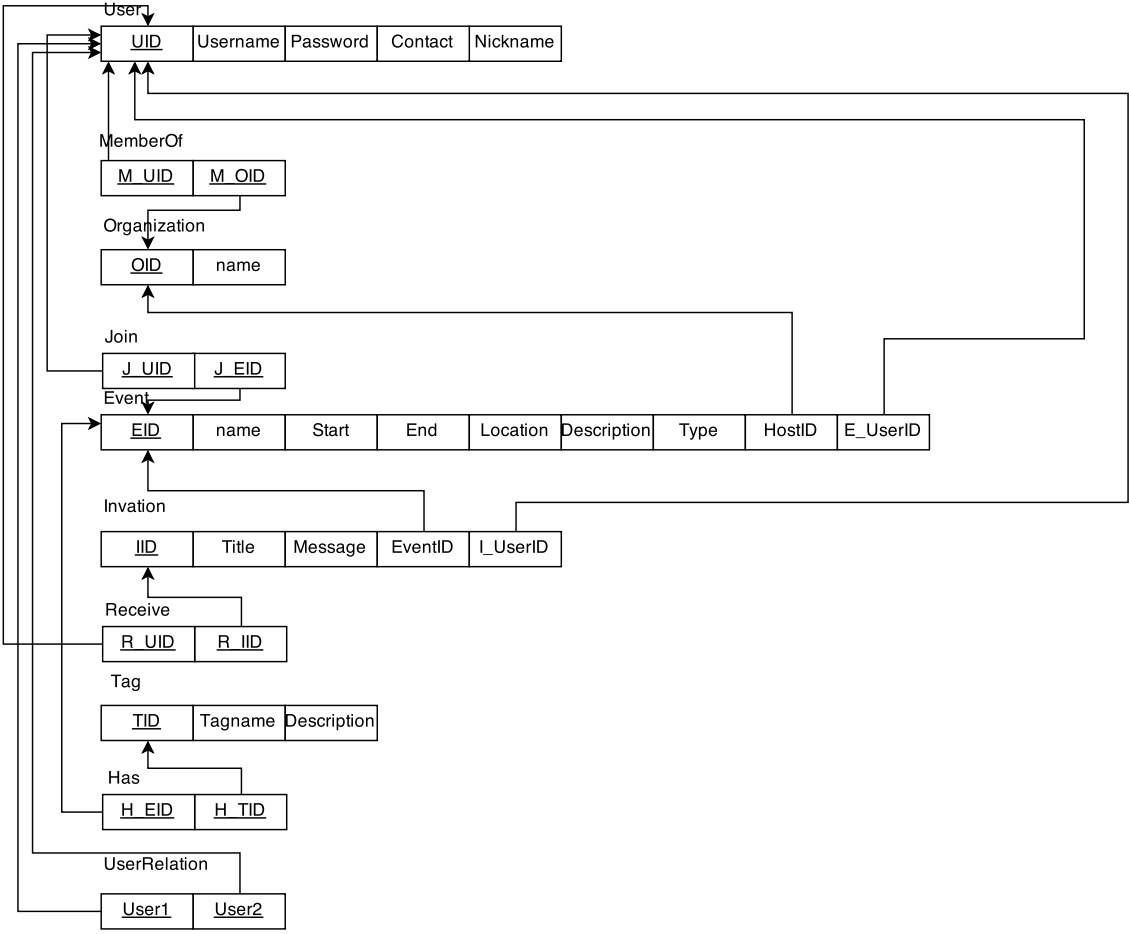 User
UID Username Password Contact Nickname
MemberOf
M_UID M_OID
Organization
OID name
Join
J_UID J_EID
Event
EID name Start End Location Description Type HostID E_UserID
Invation
IID Title Message EventID I_UserID
Receive
R_UID R_IID
Tag
TID Tagname Description
Has
H_EID H_TID
UserRelation
User1 User2